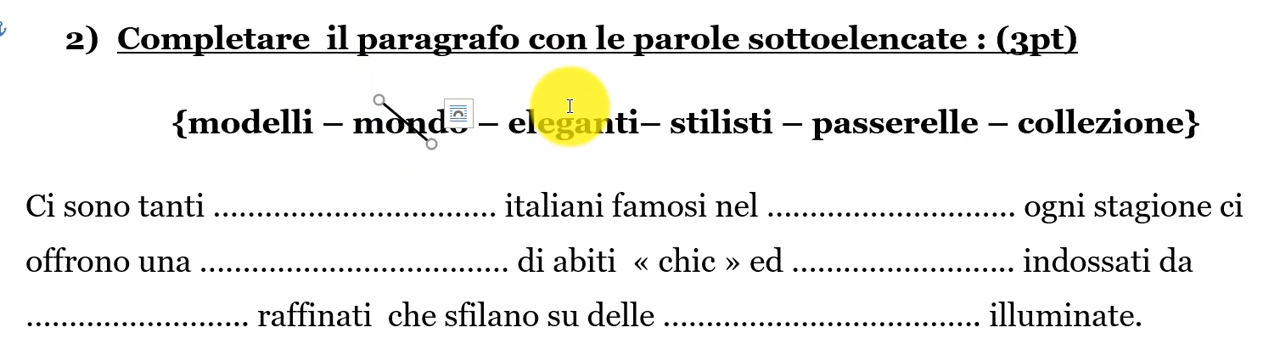 2) Completare il paragrafo con le parole sottoelencate : (3pt)
{modelli – mondo – eleganti– stilisti – passerelle – collezione}
Ci sono tanti ................................. italiani famosi nel ............................. ogni stagione ci
offrono una .................................... di abiti « chic » ed .......................... indossati da
.......................... raffinati che sfilano su delle ..................................... illuminate.